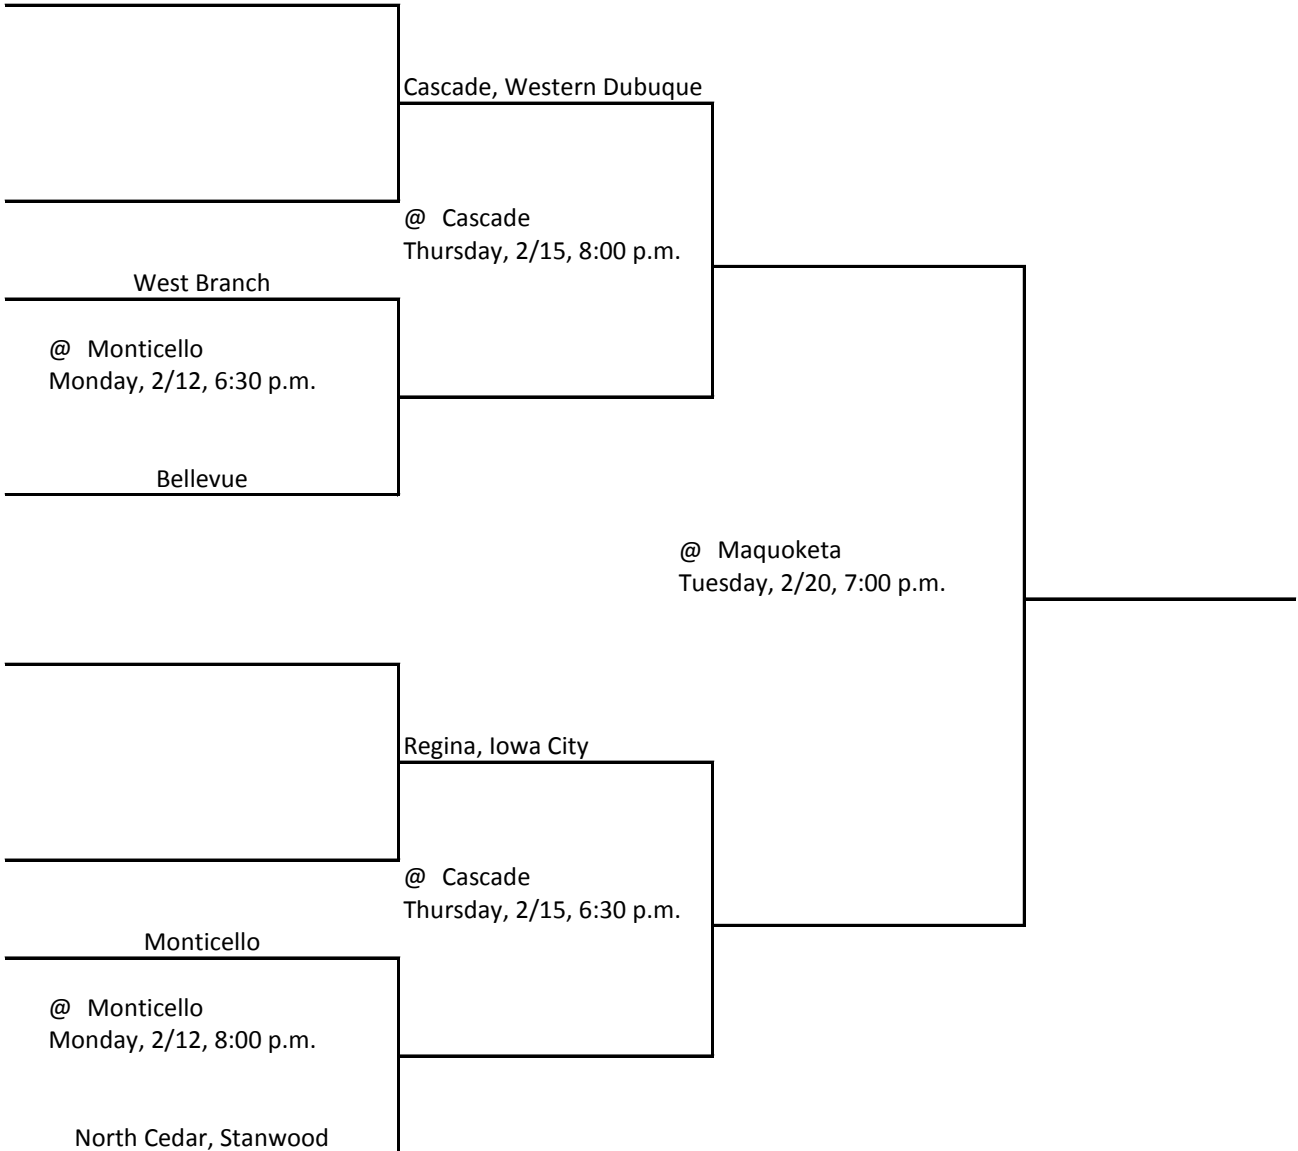 Cascade, Western Dubuque
@ Cascade
Thursday, 2/15, 8:00 p.m.
West Branch
@ Monticello
Monday, 2/12, 6:30 p.m.
Bellevue
@ Maquoketa
Tuesday, 2/20, 7:00 p.m.
Regina, Iowa City
@ Cascade
Thursday, 2/15, 6:30 p.m.
Monticello
@ Monticello
Monday, 2/12, 8:00 p.m.
North Cedar, Stanwood